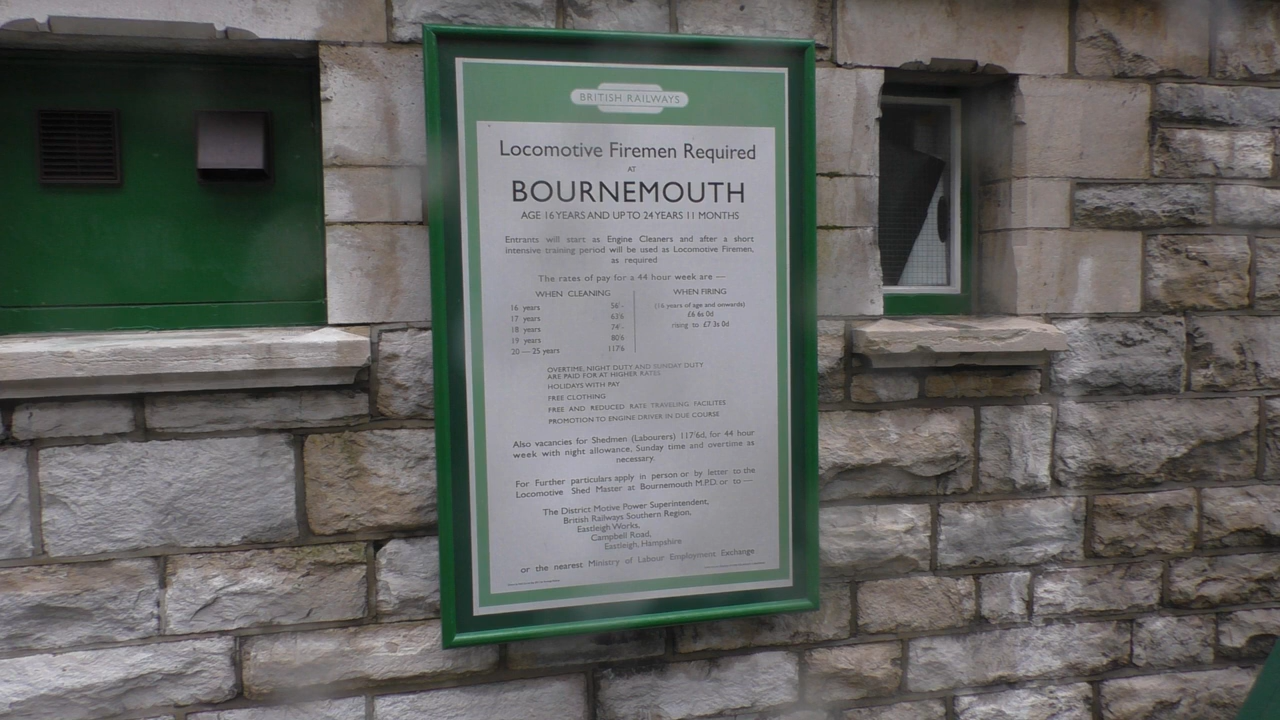 BRITISH RAILWAYS
Locomotive Firemen Required
AT
BOURNEMOUTH
AGE 16 YEARS AND UP TO 24 YEARS 11 MONTHS
Entrants will start as Engine Cleaners and after a short
intensive training period will be used as Locomotive Firemen,
as required
The rates of pay for a 44 hour week are —
WHEN CLEANING
16 years 56'-
17 years 63'6
18 years 74'-
19 years 80'6
20 — 25 years 117'6
WHEN FIRING
(16 years of age and onwards)
£6 6s 0d
rising to £7 3s 0d
OVERTIME, NIGHT DUTY AND SUNDAY DUTY
ARE PAID FOR AT HIGHER RATES
HOLIDAYS WITH PAY
FREE CLOTHING
FREE AND REDUCED RATE TRAVELING FACILITES
PROMOTION TO ENGINE DRIVER IN DUE COURSE
Also vacancies for Shedmen (Labourers) 117'6d, for 44 hour
week with night allowance, Sunday time and overtime as
necessary.
For Further particulars apply in person or by letter to the
Locomotive Shed Master at Bournemouth M.P.D. or to —
The District Motive Power Superintendent,
British Railways Southern Region,
Eastleigh Works,
Campbell Road,
Eastleigh, Hampshire
or the nearest Ministry of Labour Employment Exchange